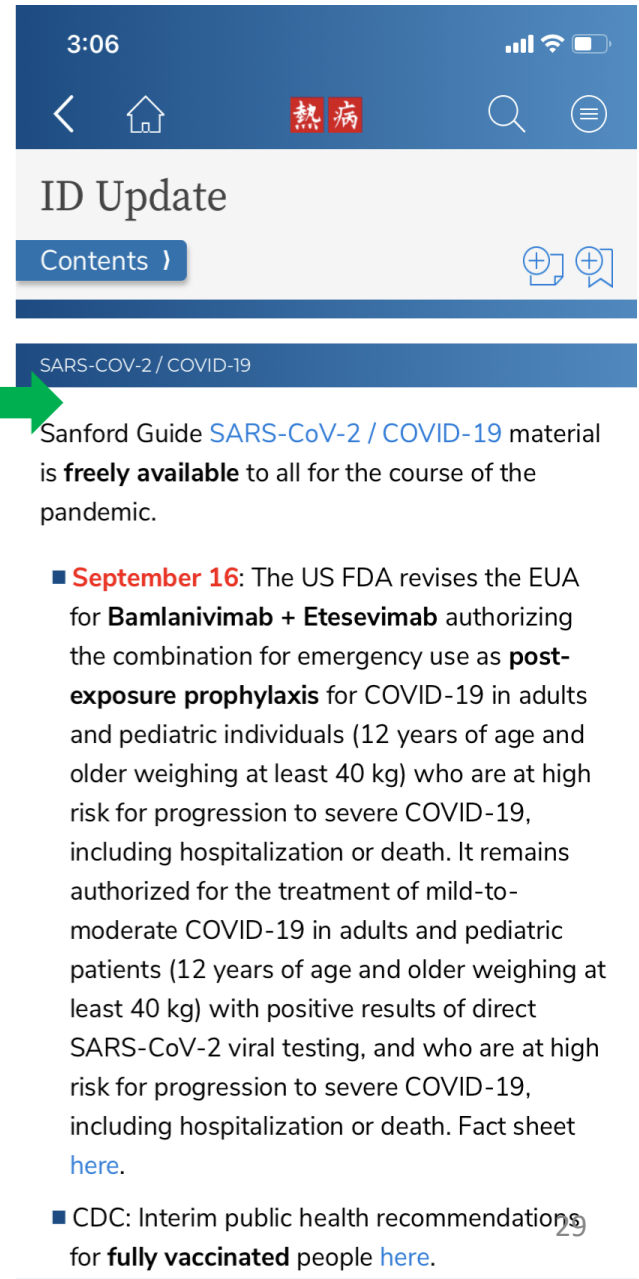 3:06
熱病
ID Update
Contents ⟩
SARS-COV-2 / COVID-19
Sanford Guide SARS-CoV-2 / COVID-19 material
is freely available to all for the course of the
pandemic.
■ September 16: The US FDA revises the EUA
for Bamlanivimab + Etesevimab authorizing
the combination for emergency use as post-
exposure prophylaxis for COVID-19 in adults
and pediatric individuals (12 years of age and
older weighing at least 40 kg) who are at high
risk for progression to severe COVID-19,
including hospitalization or death. It remains
authorized for the treatment of mild-to-
moderate COVID-19 in adults and pediatric
patients (12 years of age and older weighing at
least 40 kg) with positive results of direct
SARS-CoV-2 viral testing, and who are at high
risk for progression to severe COVID-19,
including hospitalization or death. Fact sheet
here.
■ CDC: Interim public health recommendations
for fully vaccinated people here.
29